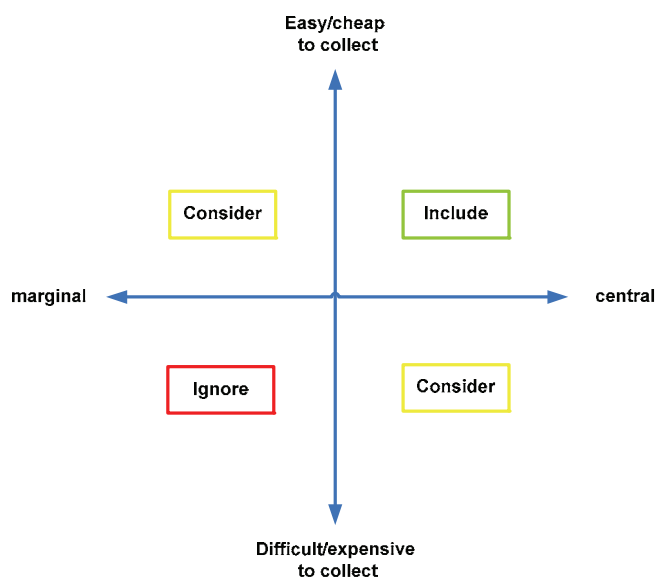 Easy/cheap
to collect
Consider
Include
marginal
central
Ignore
Consider
Difficult/expensive
to collect